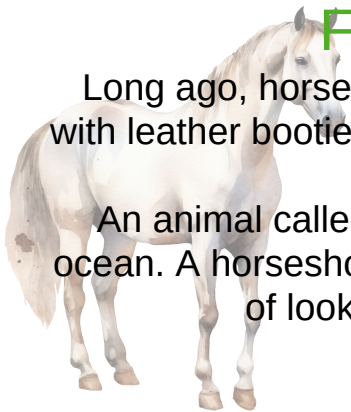 F
Long ago, horse
with leather bootie
An animal calle
ocean. A horsesho
of look